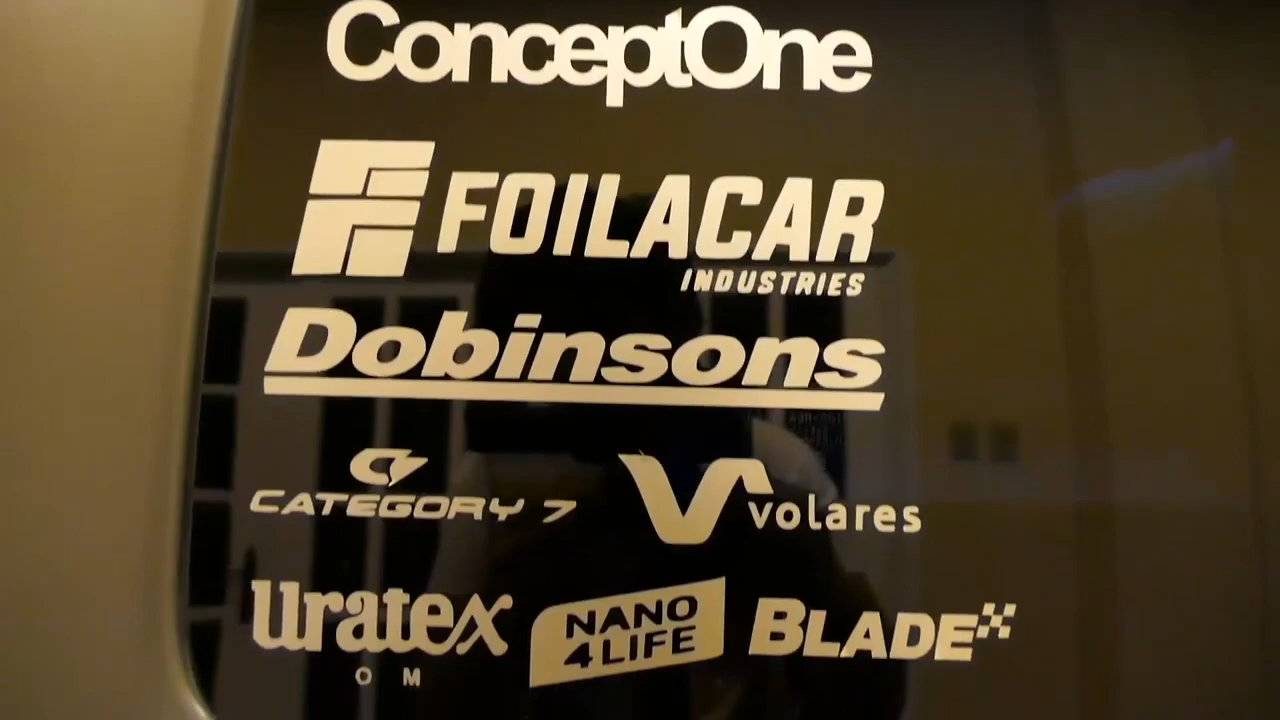 ConceptOne
FOILACAR
INDUSTRIES
Dobinsons
CATEGORY 7
volares
uratex
O M
NANO
4LIFE
BLADE